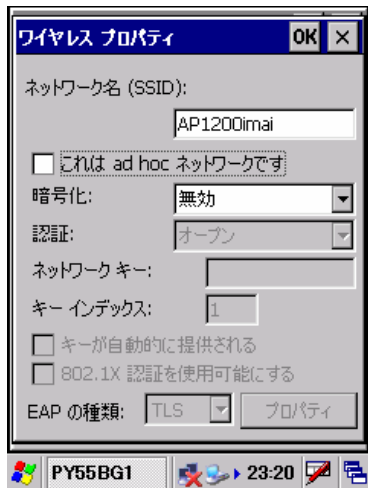 ワイヤレス プロパティ OK ×
ネットワーク名 (SSID):
AP1200imai
これは ad hoc ネットワークです
暗号化: 無効
認証: オープン
ネットワーク キー:
キー インデックス: 1
キーが自動的に提供される
802.1X 認証を使用可能にする
EAP の種類: TLS プロパティ
PY55BG1 23:20